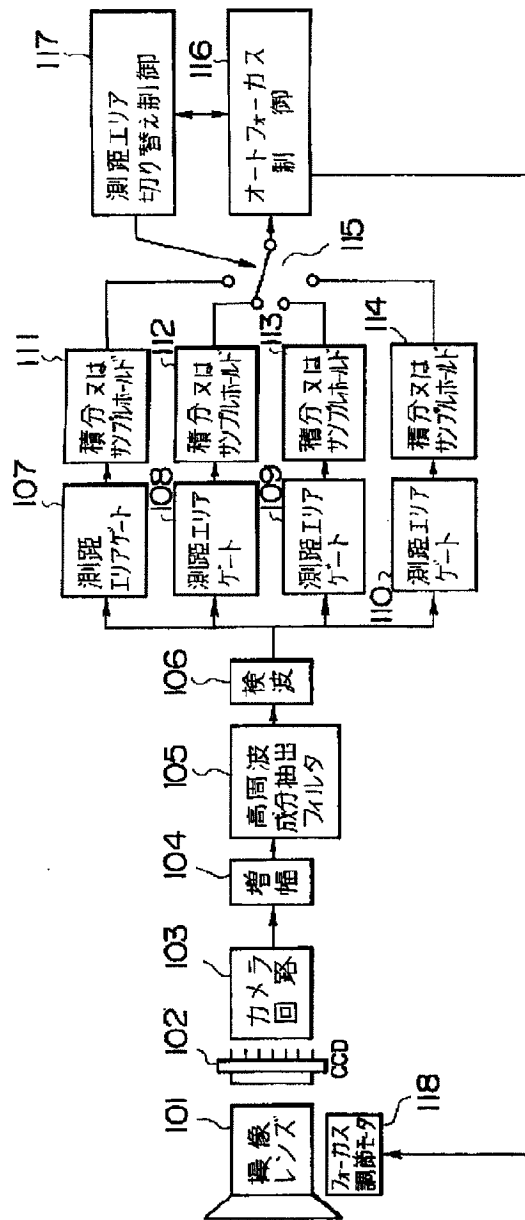 101
撮像
レンズ
102
CCD
103
カメラ
回路
104
増幅
105
高周波
成分抽出
フィルタ
106
検波
107
測距
エリアゲート
108
測距エリア
ゲート
109
測距エリア
ゲート
110
測距エリア
ゲート
111
積分又は
サンプルホールド
112
積分又は
サンプルホールド
113
積分又は
サンプルホールド
114
積分又は
サンプルホールド
115
116
オートフォーカス
制御
117
測距エリア
切り替え制御
118
フォーカス
調節モータ